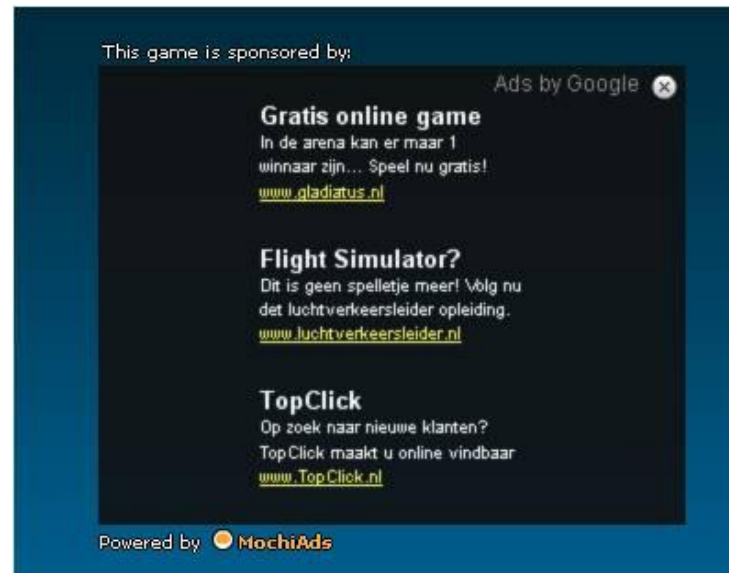 This game is sponsored by:
Ads by Google
Gratis online game
In de arena kan er maar 1
winnaar zijn... Speel nu gratis!
www.gladiatus.nl
Flight Simulator?
Dit is geen spelletje meer! Volg nu
det luchtverkeersleider opleiding.
www.luchtverkeersleider.nl
TopClick
Op zoek naar nieuwe klanten?
TopClick maakt u online vindbaar
www.TopClick.nl
Powered by MochiAds